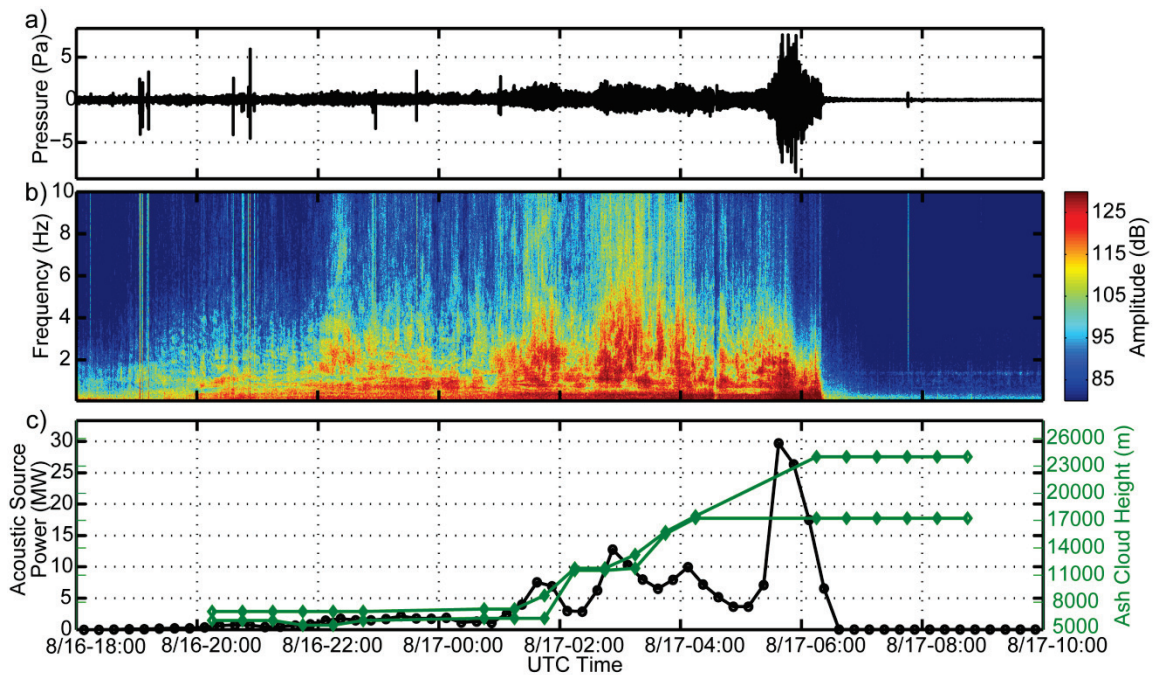 a)
Pressure (Pa)
5
0
−5
b)
Frequency (Hz)
10
8
6
4
2
125
115
105
95
85
Amplitude (dB)
c)
Acoustic Source
Power (MW)
30
25
20
15
10
5
0
26000
23000
20000
17000
14000
11000
8000
5000
Ash Cloud Height (m)
8/16-18:00 8/16-20:00 8/16-22:00 8/17-00:00 8/17-02:00 8/17-04:00 8/17-06:00 8/17-08:00 8/17-10:00
UTC Time